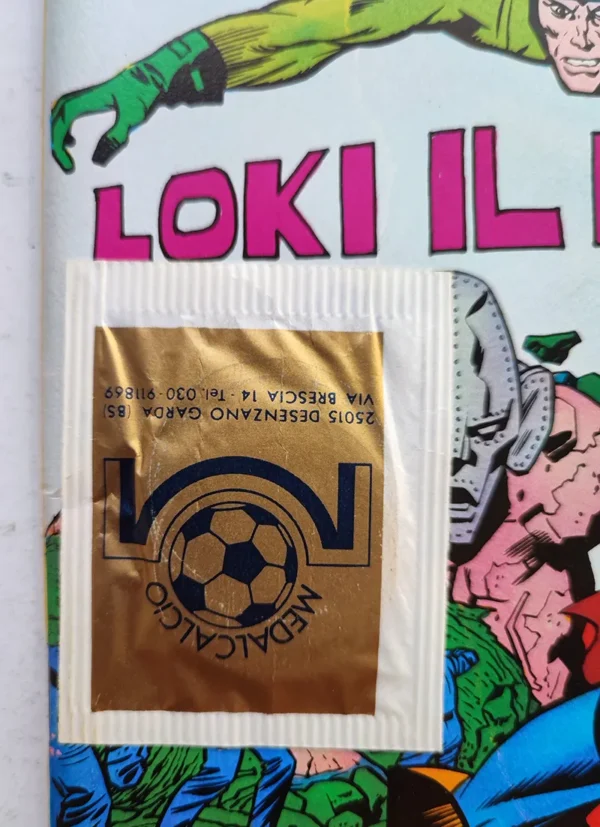 LOKI IL
MEDALCALCIO
25015 DESENZANO GARDA (BS)
VIA BRESCIA 14 - Tel. 030-911869